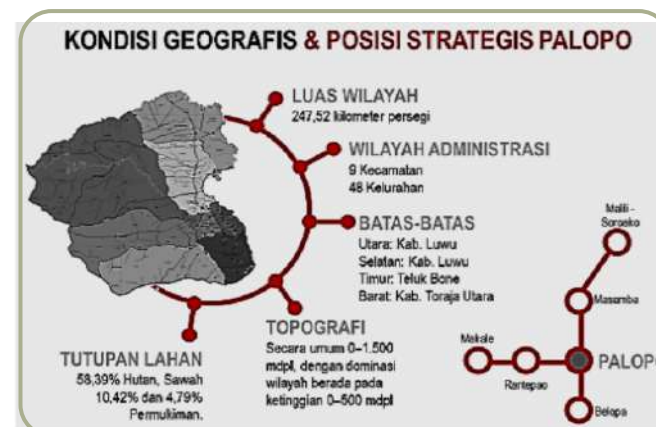 KONDISI GEOGRAFIS & POSISI STRATEGIS PALOPO
LUAS WILAYAH
247,52 kilometer persegi
WILAYAH ADMINISTRASI
9 Kecamatan
48 Kelurahan
BATAS-BATAS
Utara: Kab. Luwu
Selatan: Kab. Luwu
Timur: Teluk Bone
Barat: Kab. Toraja Utara
TOPOGRAFI
Secara umum 0–1.500
mdpl, dengan dominasi
wilayah berada pada
ketinggian 0–500 mdpl
TUTUPAN LAHAN
58,39% Hutan, Sawah
10,42% dan 4,79%
Permukiman.
Malili -
Soroako
Masamba
Makale
Rantepao
PALOPO
Belopa